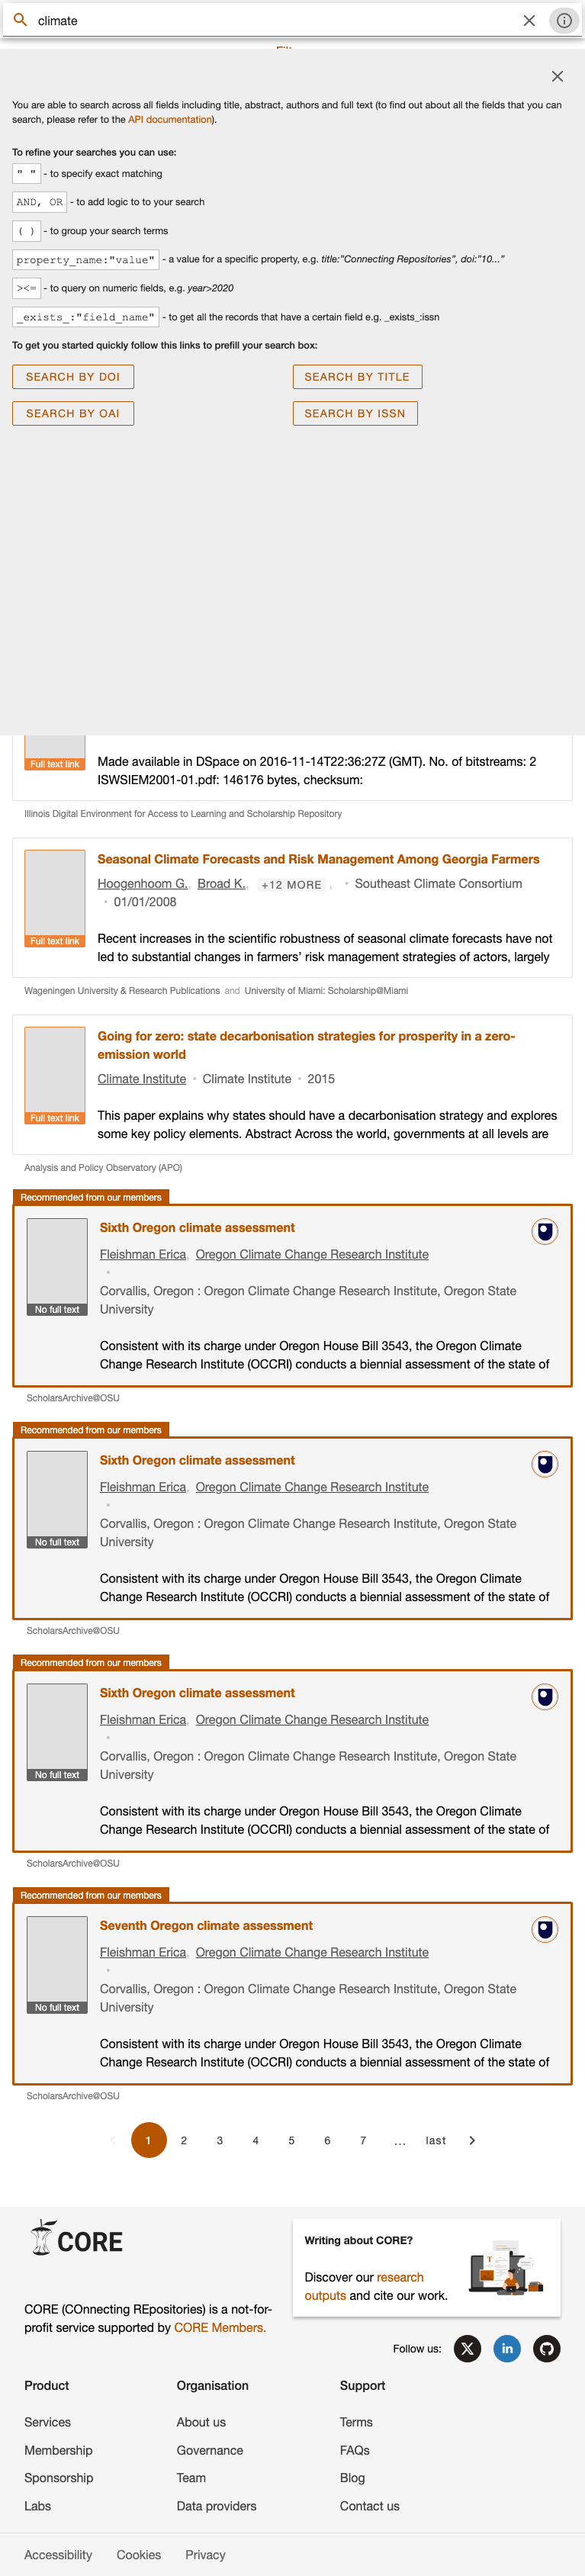 climate
You are able to search across all fields including title, abstract, authors and full text (to find out about all the fields that you can
search, please refer to the API documentation).
To refine your searches you can use:
" " - to specify exact matching
AND, OR - to add logic to to your search
( ) - to group your search terms
property_name:"value" - a value for a specific property, e.g. title:"Connecting Repositories", doi:"10..."
><= - to query on numeric fields, e.g. year>2020
_exists_:"field_name" - to get all the records that have a certain field e.g. _exists_:issn
To get you started quickly follow this links to prefill your search box:
SEARCH BY DOI
SEARCH BY TITLE
SEARCH BY OAI
SEARCH BY ISSN
Full text link
Made available in DSpace on 2016-11-14T22:36:27Z (GMT). No. of bitstreams: 2
ISWSIEM2001-01.pdf: 146176 bytes, checksum:
Illinois Digital Environment for Access to Learning and Scholarship Repository
Seasonal Climate Forecasts and Risk Management Among Georgia Farmers
Hoogenhoom G., Broad K., +12 MORE , • Southeast Climate Consortium
• 01/01/2008
Full text link
Recent increases in the scientific robustness of seasonal climate forecasts have not
led to substantial changes in farmers' risk management strategies of actors, largely
Wageningen University & Research Publications and University of Miami: Scholarship@Miami
Going for zero: state decarbonisation strategies for prosperity in a zero-
emission world
Climate Institute • Climate Institute • 2015
Full text link
This paper explains why states should have a decarbonisation strategy and explores
some key policy elements. Abstract Across the world, governments at all levels are
Analysis and Policy Observatory (APO)
Recommended from our members
Sixth Oregon climate assessment
Fleishman Erica, Oregon Climate Change Research Institute
•
Corvallis, Oregon : Oregon Climate Change Research Institute, Oregon State
University
No full text
Consistent with its charge under Oregon House Bill 3543, the Oregon Climate
Change Research Institute (OCCRI) conducts a biennial assessment of the state of
ScholarsArchive@OSU
Recommended from our members
Sixth Oregon climate assessment
Fleishman Erica, Oregon Climate Change Research Institute
•
Corvallis, Oregon : Oregon Climate Change Research Institute, Oregon State
University
No full text
Consistent with its charge under Oregon House Bill 3543, the Oregon Climate
Change Research Institute (OCCRI) conducts a biennial assessment of the state of
ScholarsArchive@OSU
Recommended from our members
Sixth Oregon climate assessment
Fleishman Erica, Oregon Climate Change Research Institute
•
Corvallis, Oregon : Oregon Climate Change Research Institute, Oregon State
University
No full text
Consistent with its charge under Oregon House Bill 3543, the Oregon Climate
Change Research Institute (OCCRI) conducts a biennial assessment of the state of
ScholarsArchive@OSU
Recommended from our members
Seventh Oregon climate assessment
Fleishman Erica, Oregon Climate Change Research Institute
•
Corvallis, Oregon : Oregon Climate Change Research Institute, Oregon State
University
No full text
Consistent with its charge under Oregon House Bill 3543, the Oregon Climate
Change Research Institute (OCCRI) conducts a biennial assessment of the state of
ScholarsArchive@OSU
1 2 3 4 5 6 7 ... last
CORE
CORE (COnnecting REpositories) is a not-for-
profit service supported by CORE Members.
Writing about CORE?
Discover our research
outputs and cite our work.
Follow us:
Product
Services
Membership
Sponsorship
Labs
Organisation
About us
Governance
Team
Data providers
Support
Terms
FAQs
Blog
Contact us
Accessibility Cookies Privacy